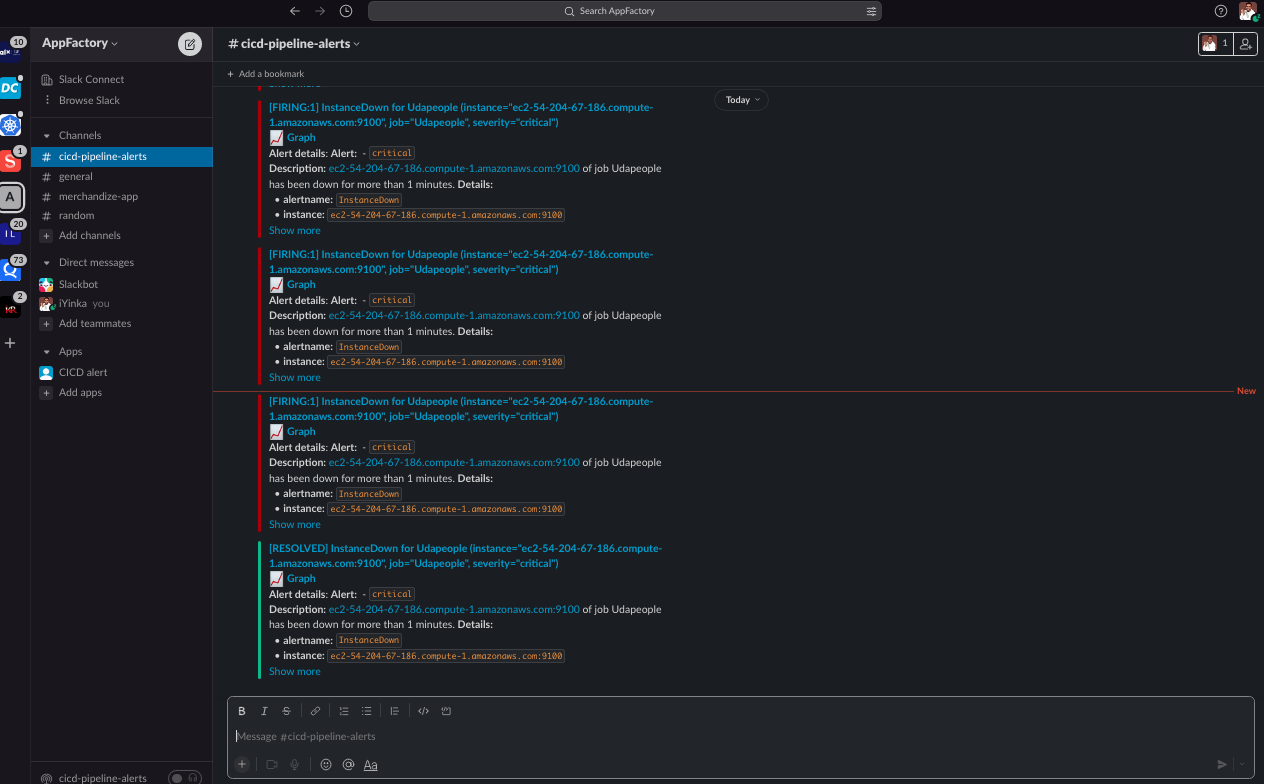 Search AppFactory
10
AppFactory
# cicd-pipeline-alerts
1
Add a bookmark
Slack Connect
Browse Slack
Channels
# cicd-pipeline-alerts
# general
# merchandize-app
# random
+ Add channels
Direct messages
Slackbot
iYinka you
+ Add teammates
Apps
CICD alert
+ Add apps
DC
S
1
A
20
I L
73
2
Today
[FIRING:1] InstanceDown for Udapeople (instance="ec2-54-204-67-186.compute-
1.amazonaws.com:9100", job="Udapeople", severity="critical")
Graph
Alert details: Alert: - critical
Description: ec2-54-204-67-186.compute-1.amazonaws.com:9100 of job Udapeople
has been down for more than 1 minutes. Details:
• alertname: InstanceDown
• instance: ec2-54-204-67-186.compute-1.amazonaws.com:9100
Show more
[FIRING:1] InstanceDown for Udapeople (instance="ec2-54-204-67-186.compute-
1.amazonaws.com:9100", job="Udapeople", severity="critical")
Graph
Alert details: Alert: - critical
Description: ec2-54-204-67-186.compute-1.amazonaws.com:9100 of job Udapeople
has been down for more than 1 minutes. Details:
• alertname: InstanceDown
• instance: ec2-54-204-67-186.compute-1.amazonaws.com:9100
Show more
New
[FIRING:1] InstanceDown for Udapeople (instance="ec2-54-204-67-186.compute-
1.amazonaws.com:9100", job="Udapeople", severity="critical")
Graph
Alert details: Alert: - critical
Description: ec2-54-204-67-186.compute-1.amazonaws.com:9100 of job Udapeople
has been down for more than 1 minutes. Details:
• alertname: InstanceDown
• instance: ec2-54-204-67-186.compute-1.amazonaws.com:9100
Show more
[RESOLVED] InstanceDown for Udapeople (instance="ec2-54-204-67-186.compute-
1.amazonaws.com:9100", job="Udapeople", severity="critical")
Graph
Alert details: Alert: - critical
Description: ec2-54-204-67-186.compute-1.amazonaws.com:9100 of job Udapeople
has been down for more than 1 minutes. Details:
• alertname: InstanceDown
• instance: ec2-54-204-67-186.compute-1.amazonaws.com:9100
Show more
B I S
Message #cicd-pipeline-alerts
Aa
cicd-pipeline-alerts